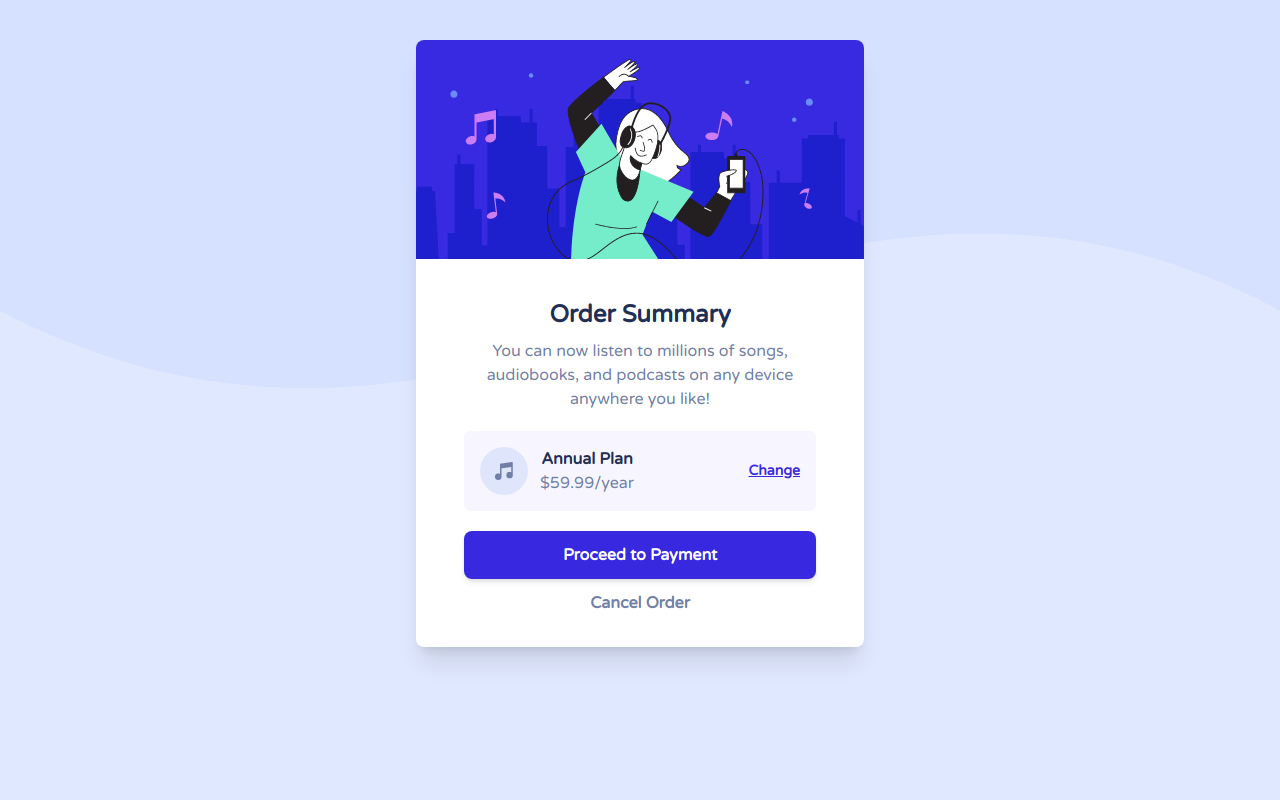 Order Summary
You can now listen to millions of songs,
audiobooks, and podcasts on any device
anywhere you like!
Annual Plan
$59.99/year
Change
Proceed to Payment
Cancel Order